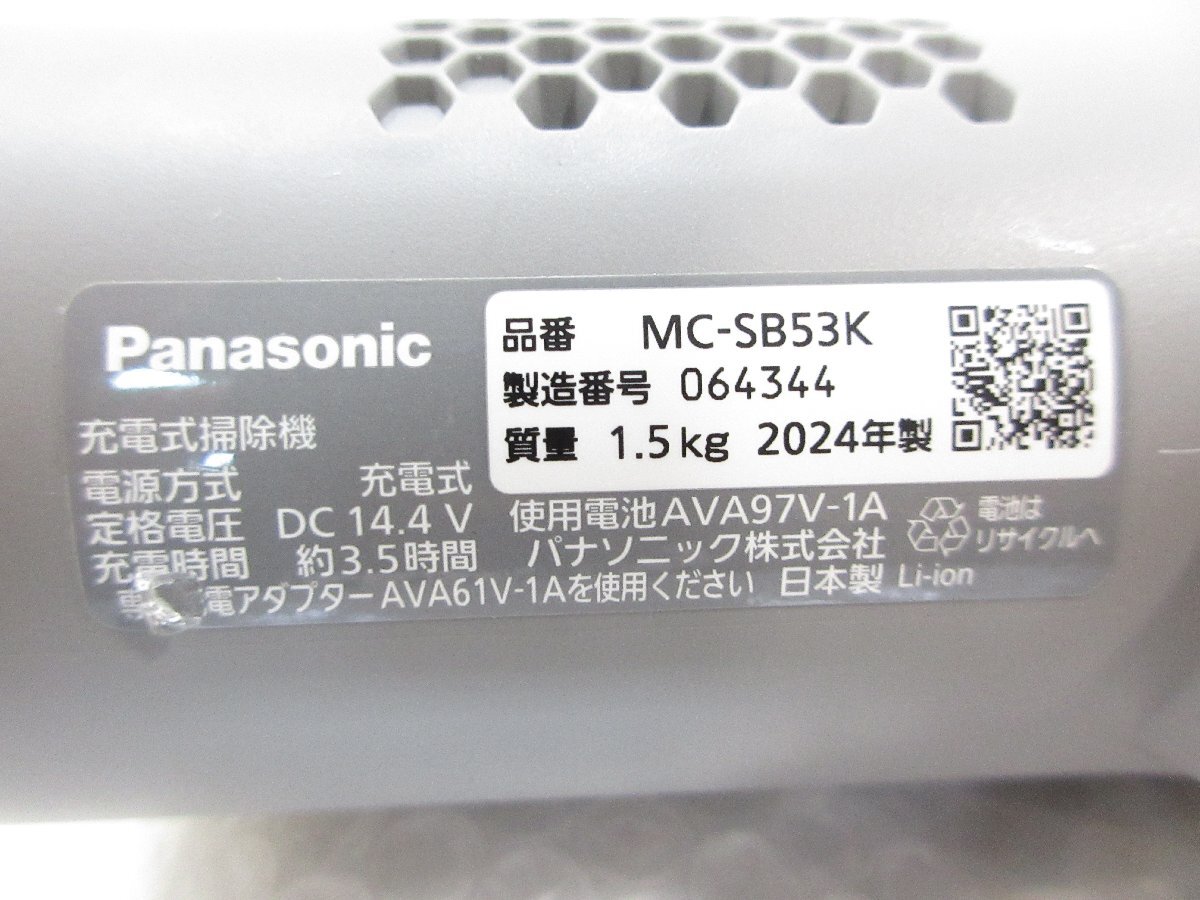 Panasonic
充電式掃除機
電源方式 充電式
定格電圧 DC 14.4 V
充電時間 約3.5時間
電アダプターAVA61V-1Aを使用ください
品番 MC-SB53K
製造番号 064344
質量 1.5kg 2024年製
使用電池AVA97V-1A
パナソニック株式会社
日本製 Li-ion
電池は
リサイクルへ